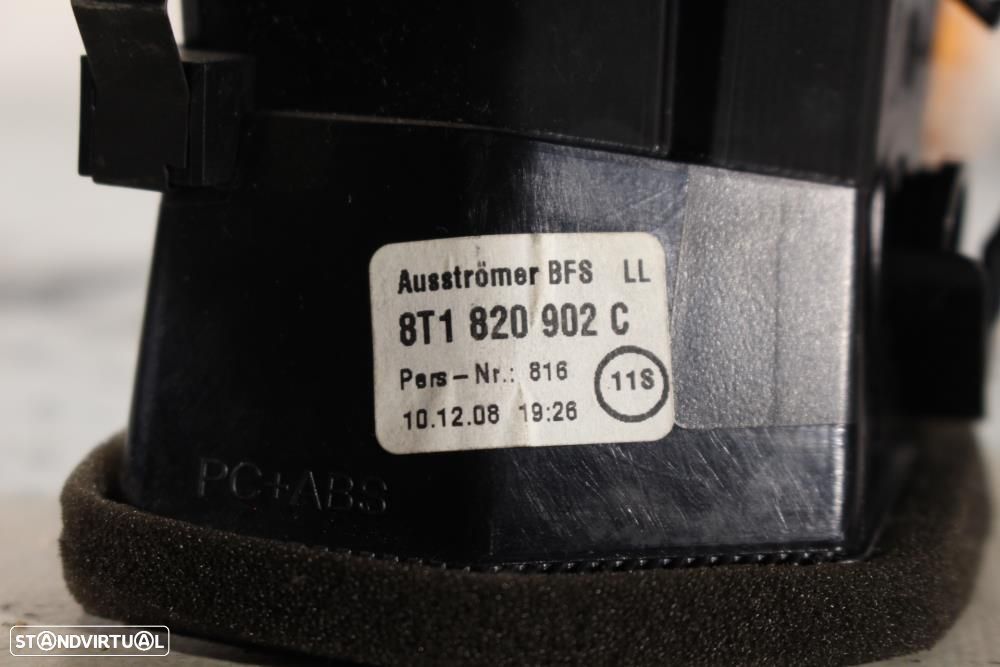 Ausströmer BFS LL
8T1 820 902 C
Pers-Nr.: 816
11S
10.12.08 19:26
PC+ABS
STANDVIRTUAL